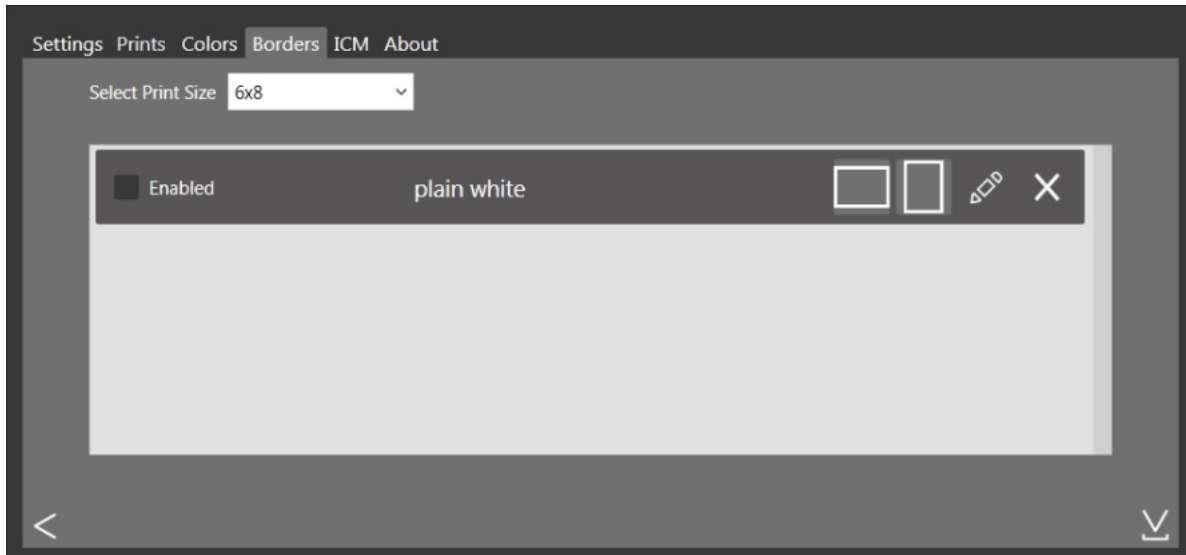 Settings Prints Colors Borders ICM About
Select Print Size 6x8
Enabled plain white